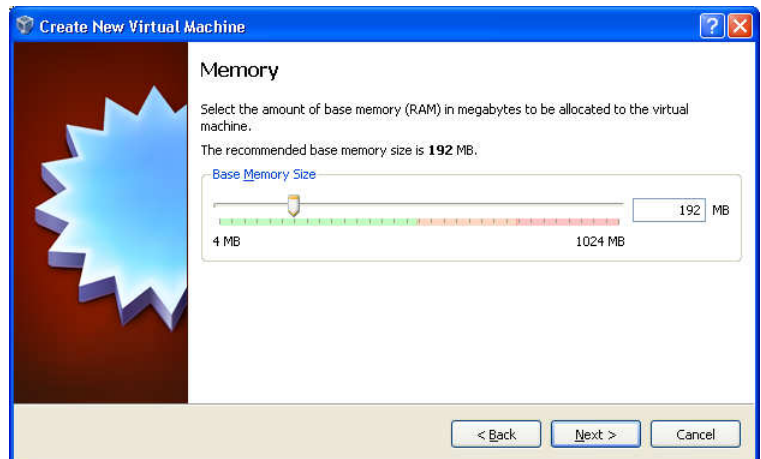 Create New Virtual Machine
Memory
Select the amount of base memory (RAM) in megabytes to be allocated to the virtual
machine.
The recommended base memory size is 192 MB.
Base Memory Size
192 MB
4 MB 1024 MB
< Back Next > Cancel